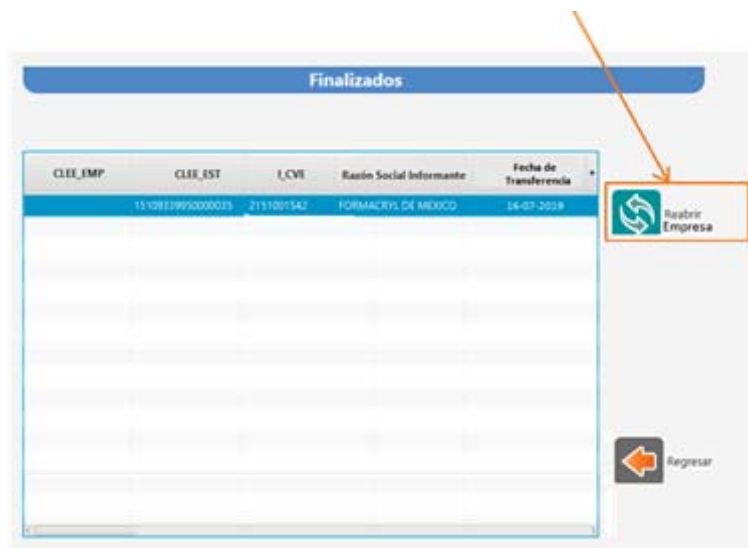 Finalizados
CLEE_EMP CLEE_EST I_CVE Razón Social Informante Fecha de
Transferencia
2151001542 FORMACRYL DE MEXICO 16-07-2019
Reabrir
Empresa
Regresar